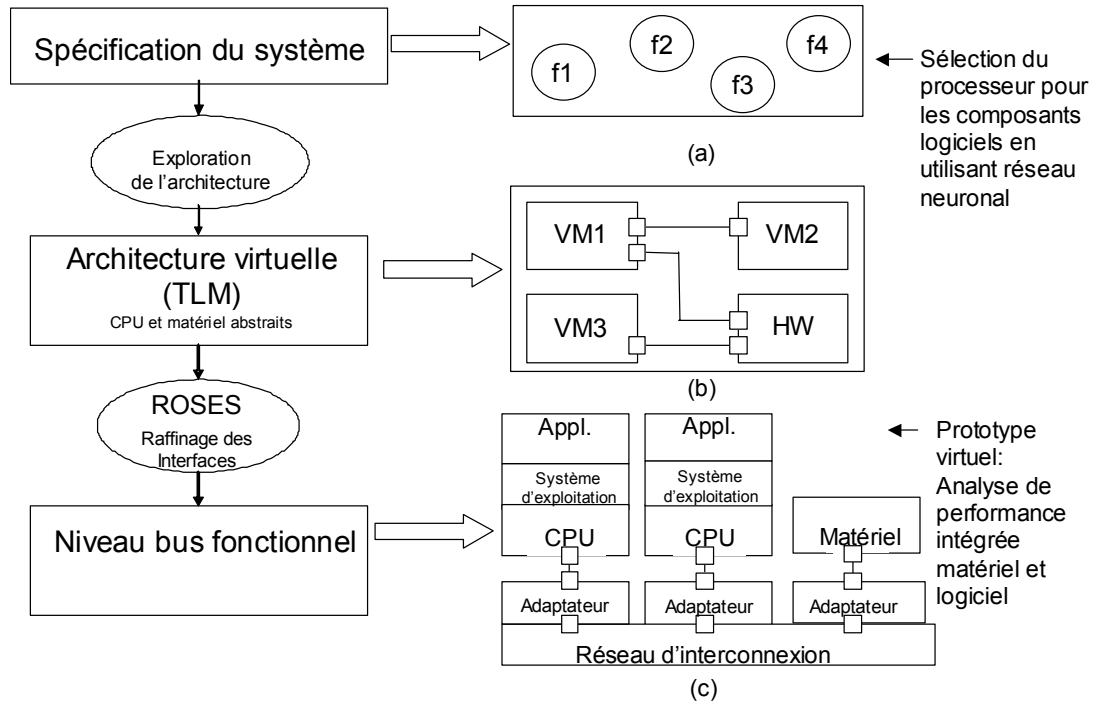 Spécification du système
f1
f2
f3
f4
Sélection du
processeur pour
les composants
logiciels en
utilisant réseau
neuronal
(a)
Exploration
de l’architecture
Architecture virtuelle
(TLM)
CPU et matériel abstraits
VM1
VM2
VM3
HW
(b)
ROSES
Raffinage des
Interfaces
Niveau bus fonctionnel
Appl.
Système
d’exploitation
CPU
Adaptateur
Appl.
Système
d’exploitation
CPU
Adaptateur
Matériel
Adaptateur
Réseau d’interconnexion
(c)
Prototype
virtuel:
Analyse de
performance
intégrée
matériel et
logiciel